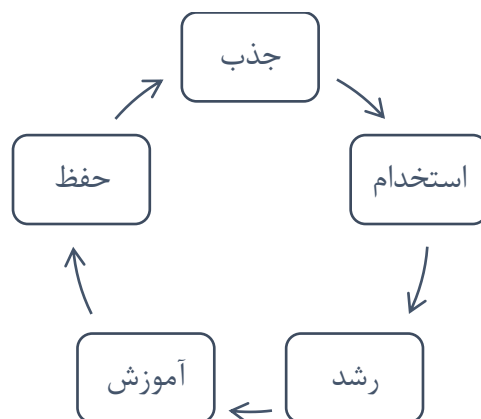 جذب
استخدام
رشد
آموزش
حفظ